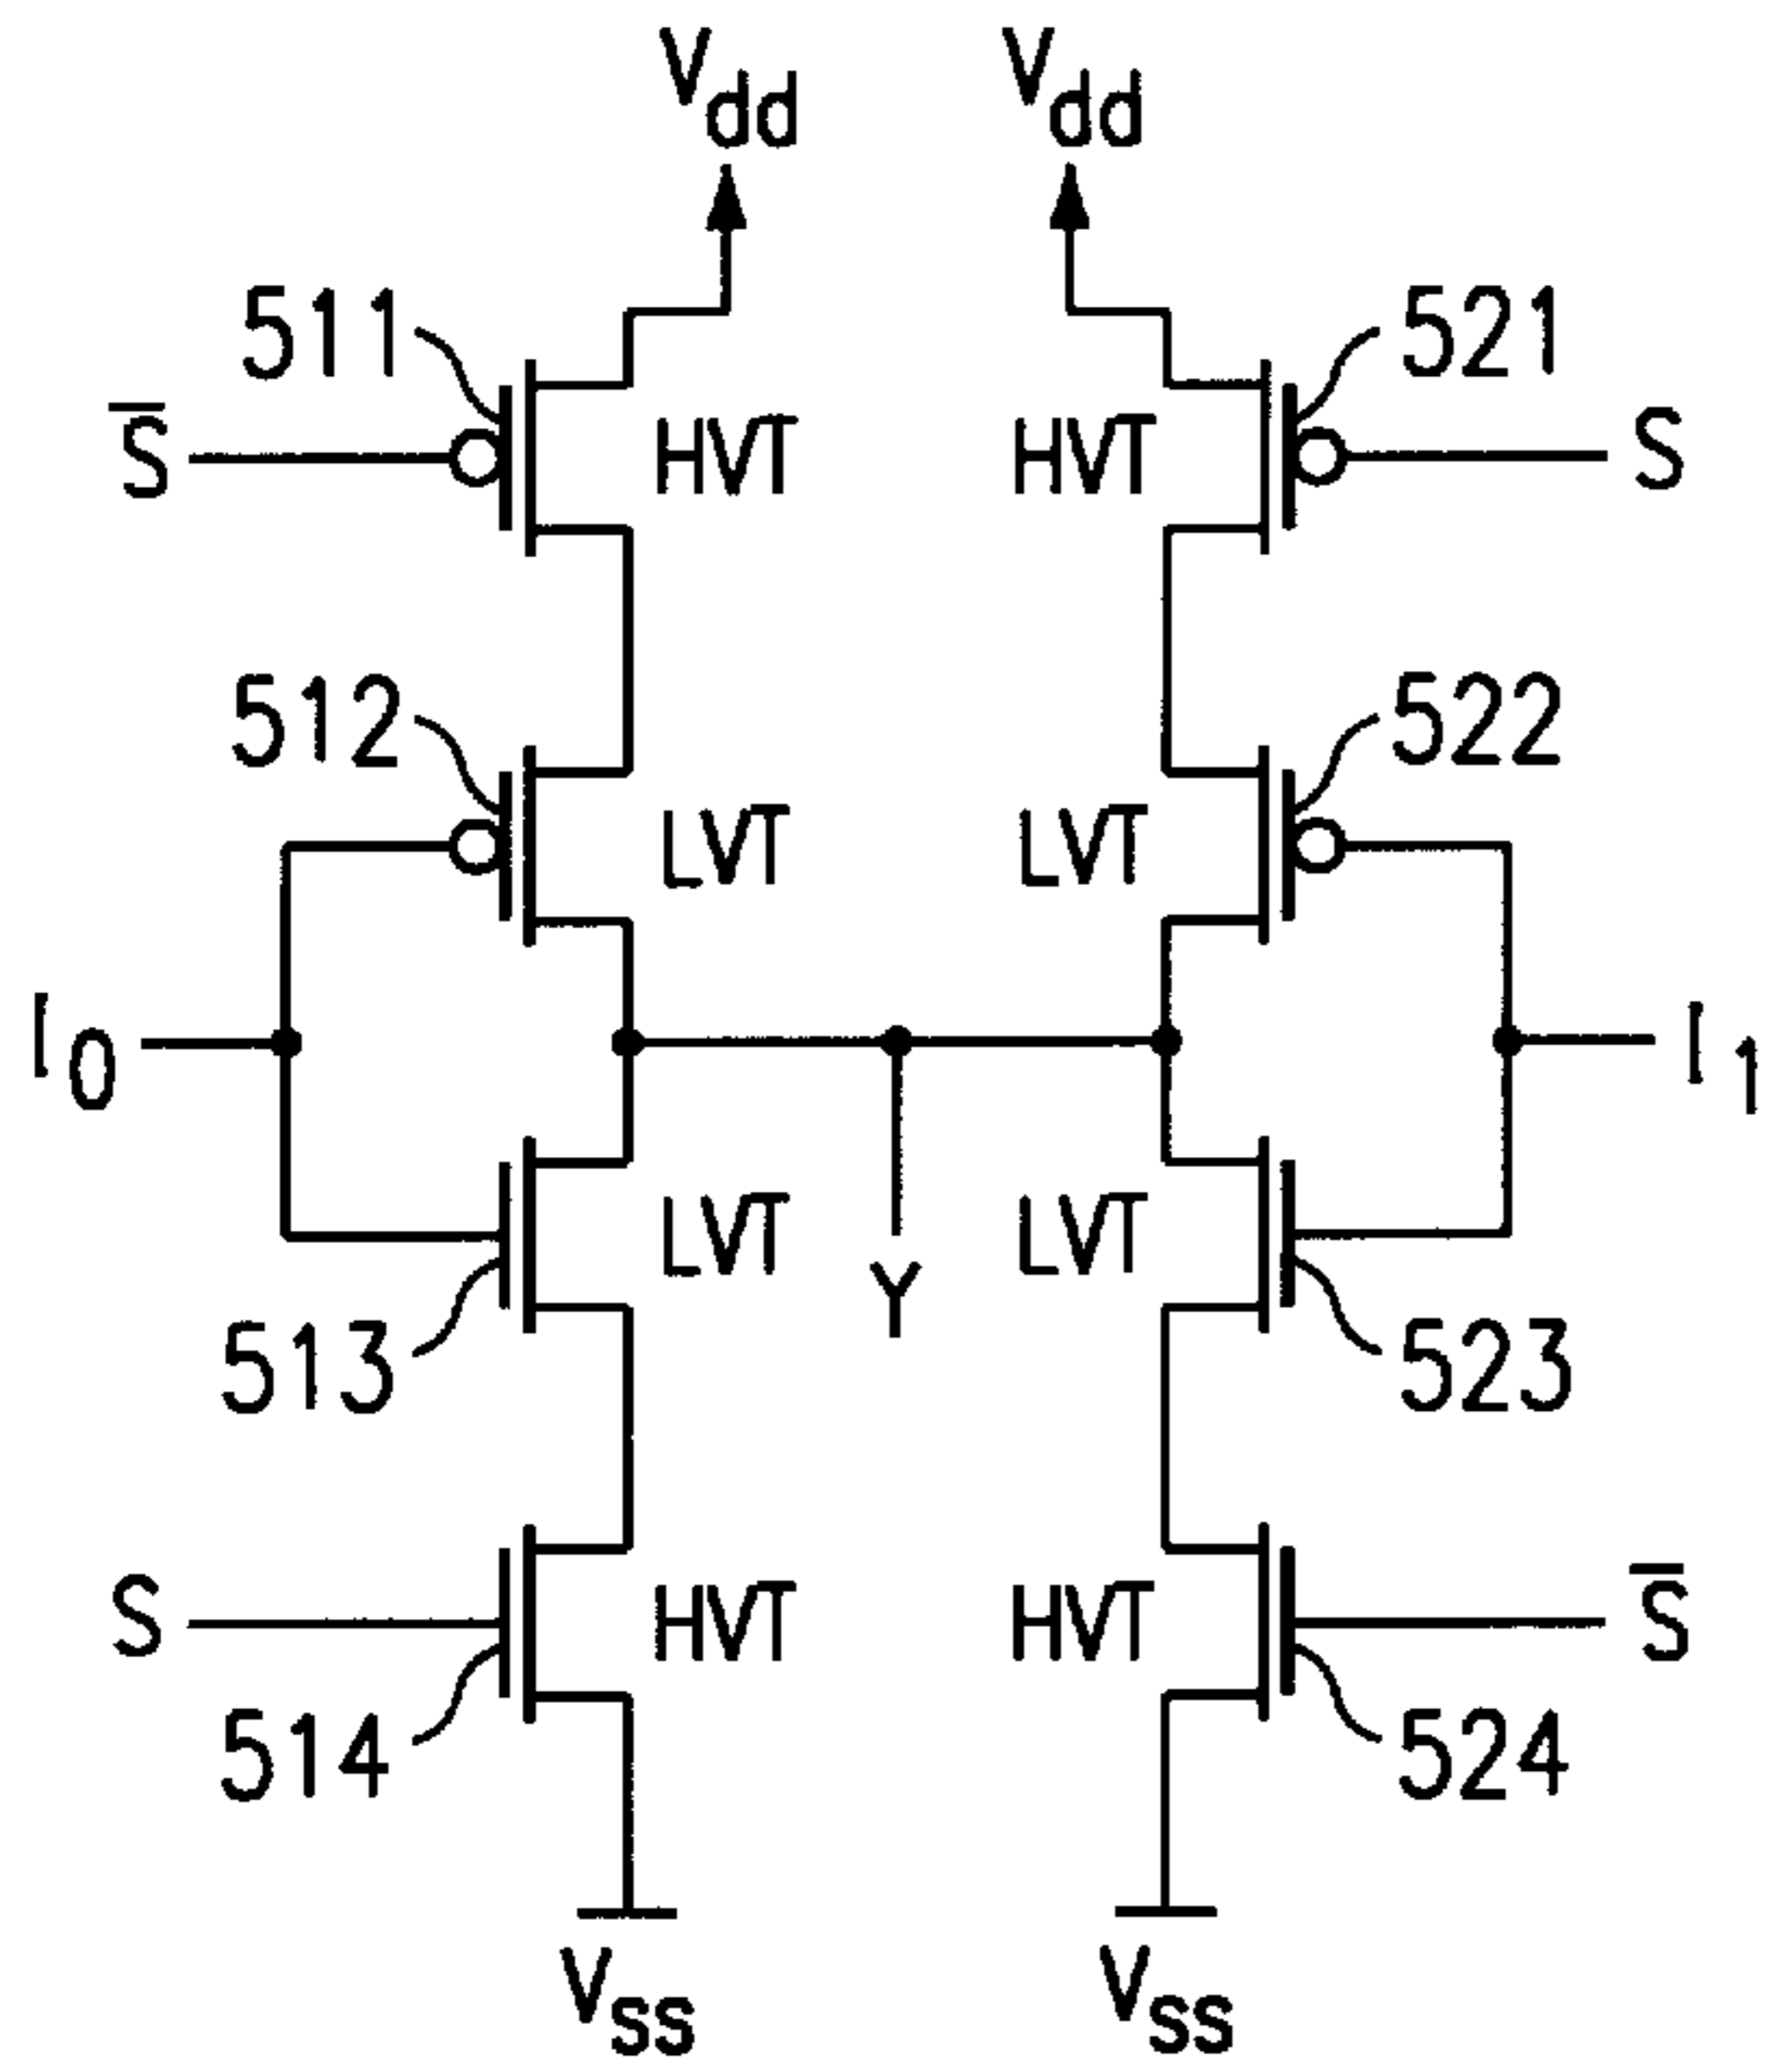 Vdd Vdd
511 521
S̅ HVT HVT S
512 522
LVT LVT
I0 I1
LVT LVT
Y
513 523
S HVT HVT S̅
514 524
Vss Vss